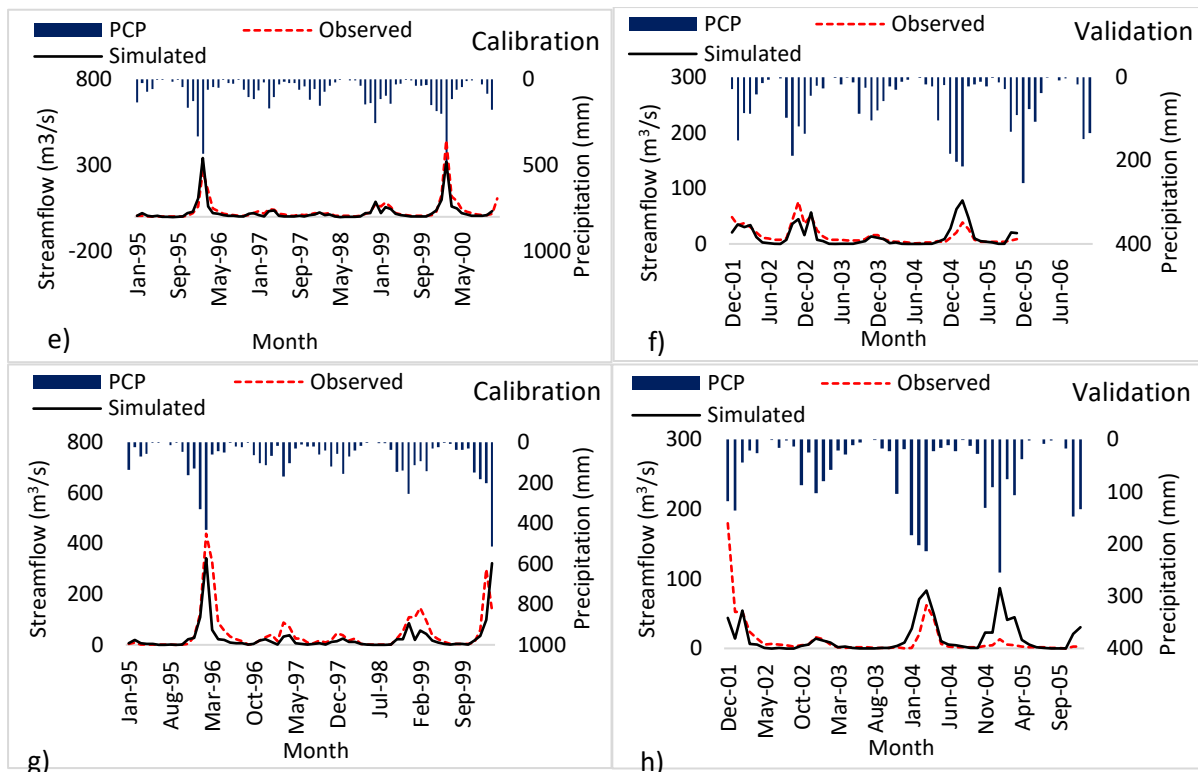 PCP
Observed
Simulated
Calibration
800
300
-200
0
500
1000
Streamflow (m3/s)
Precipitation (mm)
Jan-95
Sep-95
May-96
Jan-97
Sep-97
May-98
Jan-99
Sep-99
May-00
Month
e)
PCP
Observed
Simulated
Validation
300
200
100
0
0
200
400
Streamflow (m³/s)
Precipitation (mm)
Dec-01
Jun-02
Dec-02
Jun-03
Dec-03
Jun-04
Dec-04
Jun-05
Dec-05
Jun-06
Month
f)
PCP
Observed
Simulated
Calibration
800
600
400
200
0
0
200
400
600
800
1000
Streamflow (m³/s)
Precipitation (mm)
Jan-95
Aug-95
Mar-96
Oct-96
May-97
Dec-97
Jul-98
Feb-99
Sep-99
Month
g)
PCP
Observed
Simulated
Validation
300
200
100
0
0
100
200
300
400
Streamflow (m³/s)
Precipitation (mm)
Dec-01
May-02
Oct-02
Mar-03
Aug-03
Jan-04
Jun-04
Nov-04
Apr-05
Sep-05
Month
h)